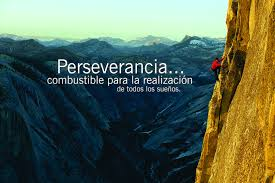 Perseverancia...
combustible para la realización
de todos los sueños.